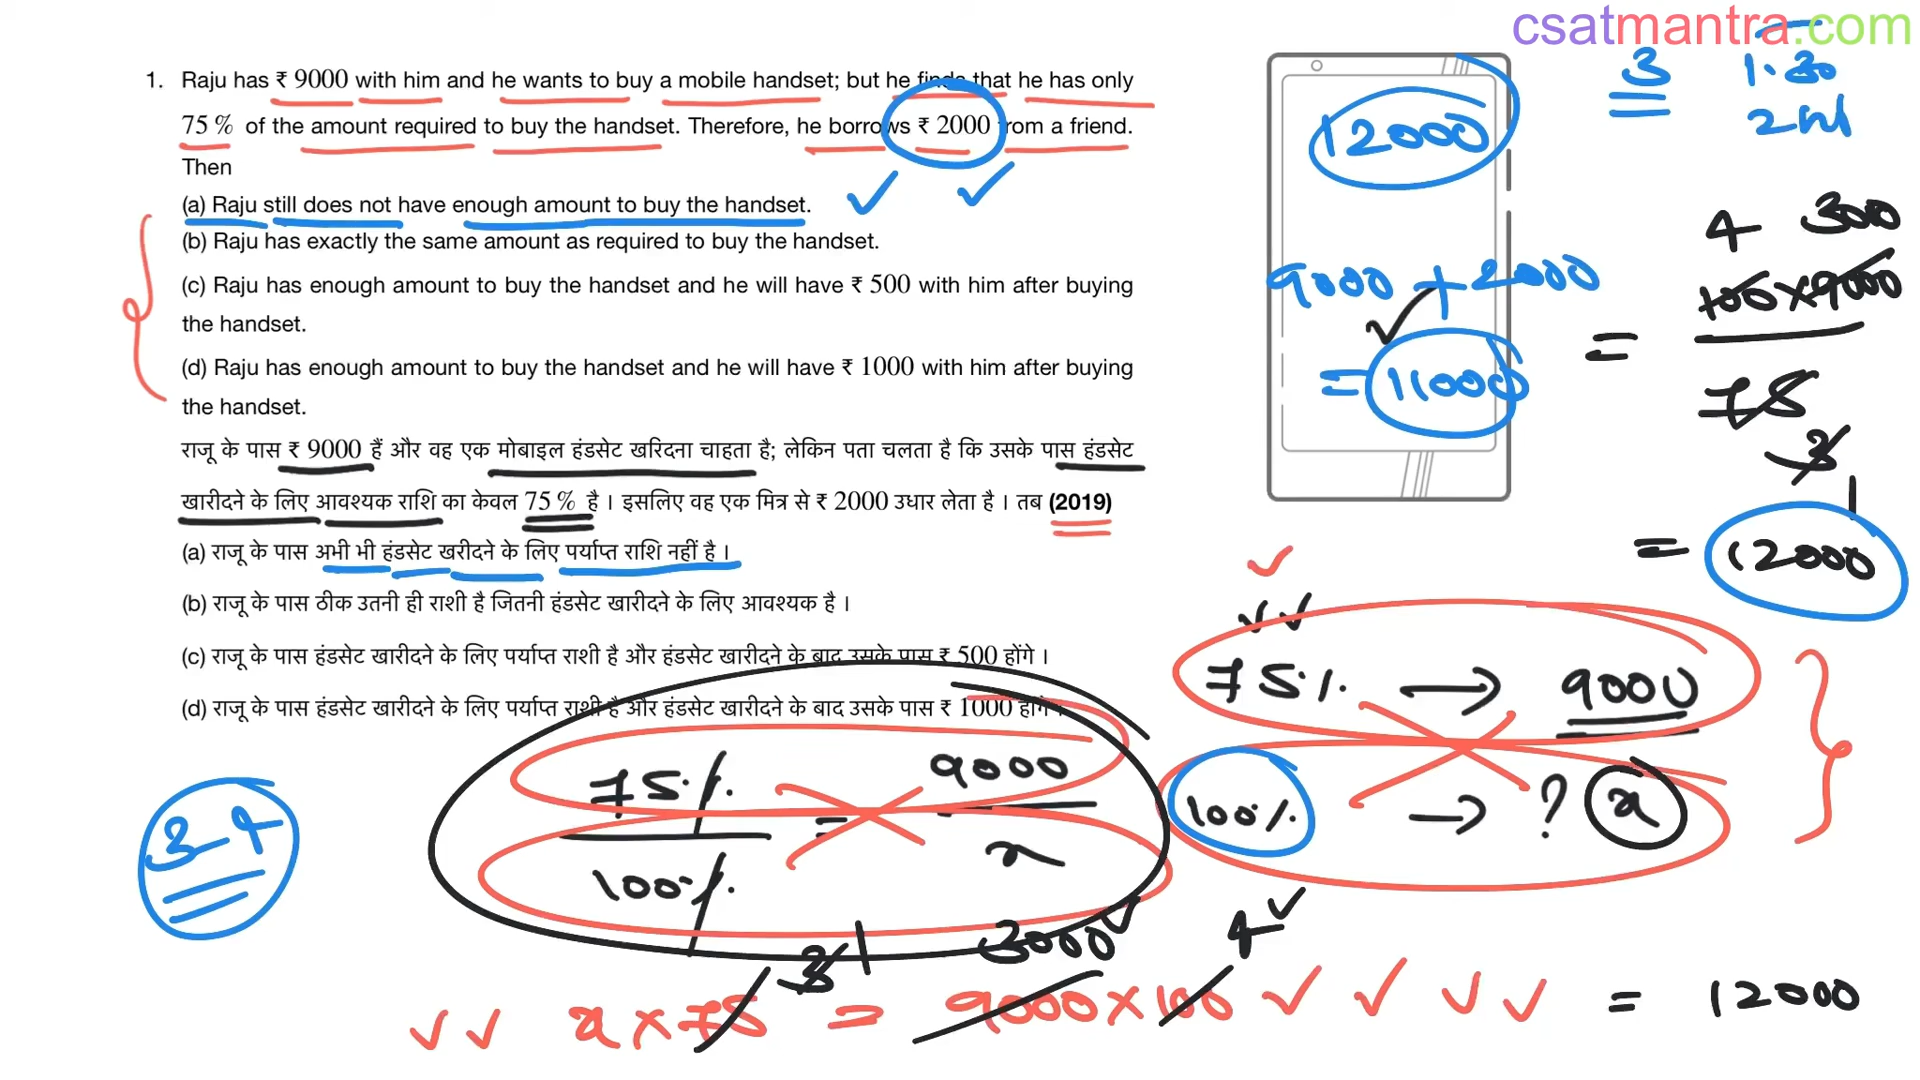 csatmantra.com
1. Raju has ₹ 9000 with him and he wants to buy a mobile handset; but he finds that he has only
75 % of the amount required to buy the handset. Therefore, he borrows ₹ 2000 from a friend.
Then
(a) Raju still does not have enough amount to buy the handset.
(b) Raju has exactly the same amount as required to buy the handset.
(c) Raju has enough amount to buy the handset and he will have ₹ 500 with him after buying
the handset.
(d) Raju has enough amount to buy the handset and he will have ₹ 1000 with him after buying
the handset.
राजू के पास ₹ 9000 हैं और वह एक मोबाइल हंडसेट खरिदना चाहता है; लेकिन पता चलता है कि उसके पास हंडसेट
खारीदने के लिए आवश्यक राशि का केवल 75 % है । इसलिए वह एक मित्र से ₹ 2000 उधार लेता है । तब (2019)
(a) राजू के पास अभी भी हंडसेट खरीदने के लिए पर्याप्त राशि नहीं है ।
(b) राजू के पास ठीक उतनी ही राशी है जितनी हंडसेट खारीदने के लिए आवश्यक है ।
(c) राजू के पास हंडसेट खारीदने के लिए पर्याप्त राशी है और हंडसेट खारीदने के बाद उसके पास ₹ 500 होंगे ।
(d) राजू के पास हंडसेट खारीदने के लिए पर्याप्त राशी है और हंडसेट खारीदने के बाद उसके पास ₹ 1000 होंगे ।
12000
9000 + 2000
= 11000
3
1.30
4 3000
= 100 × 9000
75
3
1
= 12000
75% → 9000
100% → ? x
75% = 9000
100% x
3-4
3 1 3000 4
x × 75 = 9000 × 100 = 12000